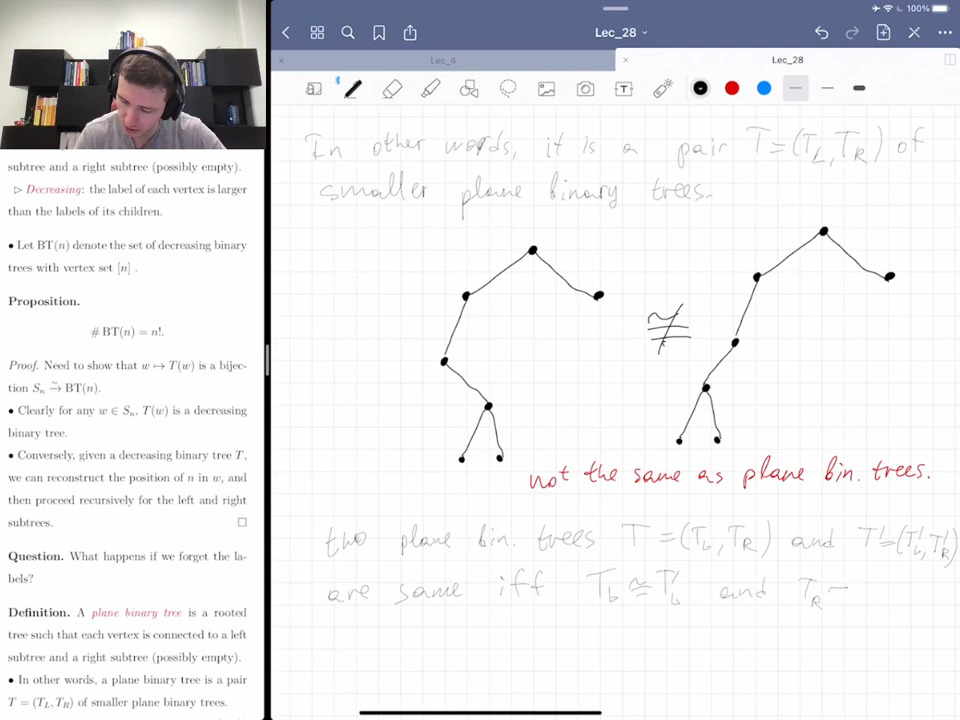 100%
Lec_28
Lec_4
Lec_28
T
subtree and a right subtree (possibly empty).
▷ Decreasing: the label of each vertex is larger
than the labels of its children.
• Let BT(n) denote the set of decreasing binary
trees with vertex set [n] .
Proposition.
# BT(n) = n!.
Proof. Need to show that w ↦ T(w) is a bijec-
tion Sₙ ⥲ BT(n).
• Clearly for any w ∈ Sₙ, T(w) is a decreasing
binary tree.
• Conversely, given a decreasing binary tree T,
we can reconstruct the position of n in w, and
then proceed recursively for the left and right
subtrees. □
Question. What happens if we forget the la-
bels?
Definition. A plane binary tree is a rooted
tree such that each vertex is connected to a left
subtree and a right subtree (possibly empty).
• In other words, a plane binary tree is a pair
T = (T_L, T_R) of smaller plane binary trees.
In other words, it is a pair T=(T_L, T_R) of
smaller plane binary trees.
≇
not the same as plane bin. trees.
two plane bin. trees T=(T_L, T_R) and T'=(T'_L, T'_R)
are same iff T_L ≅ T'_L and T_R